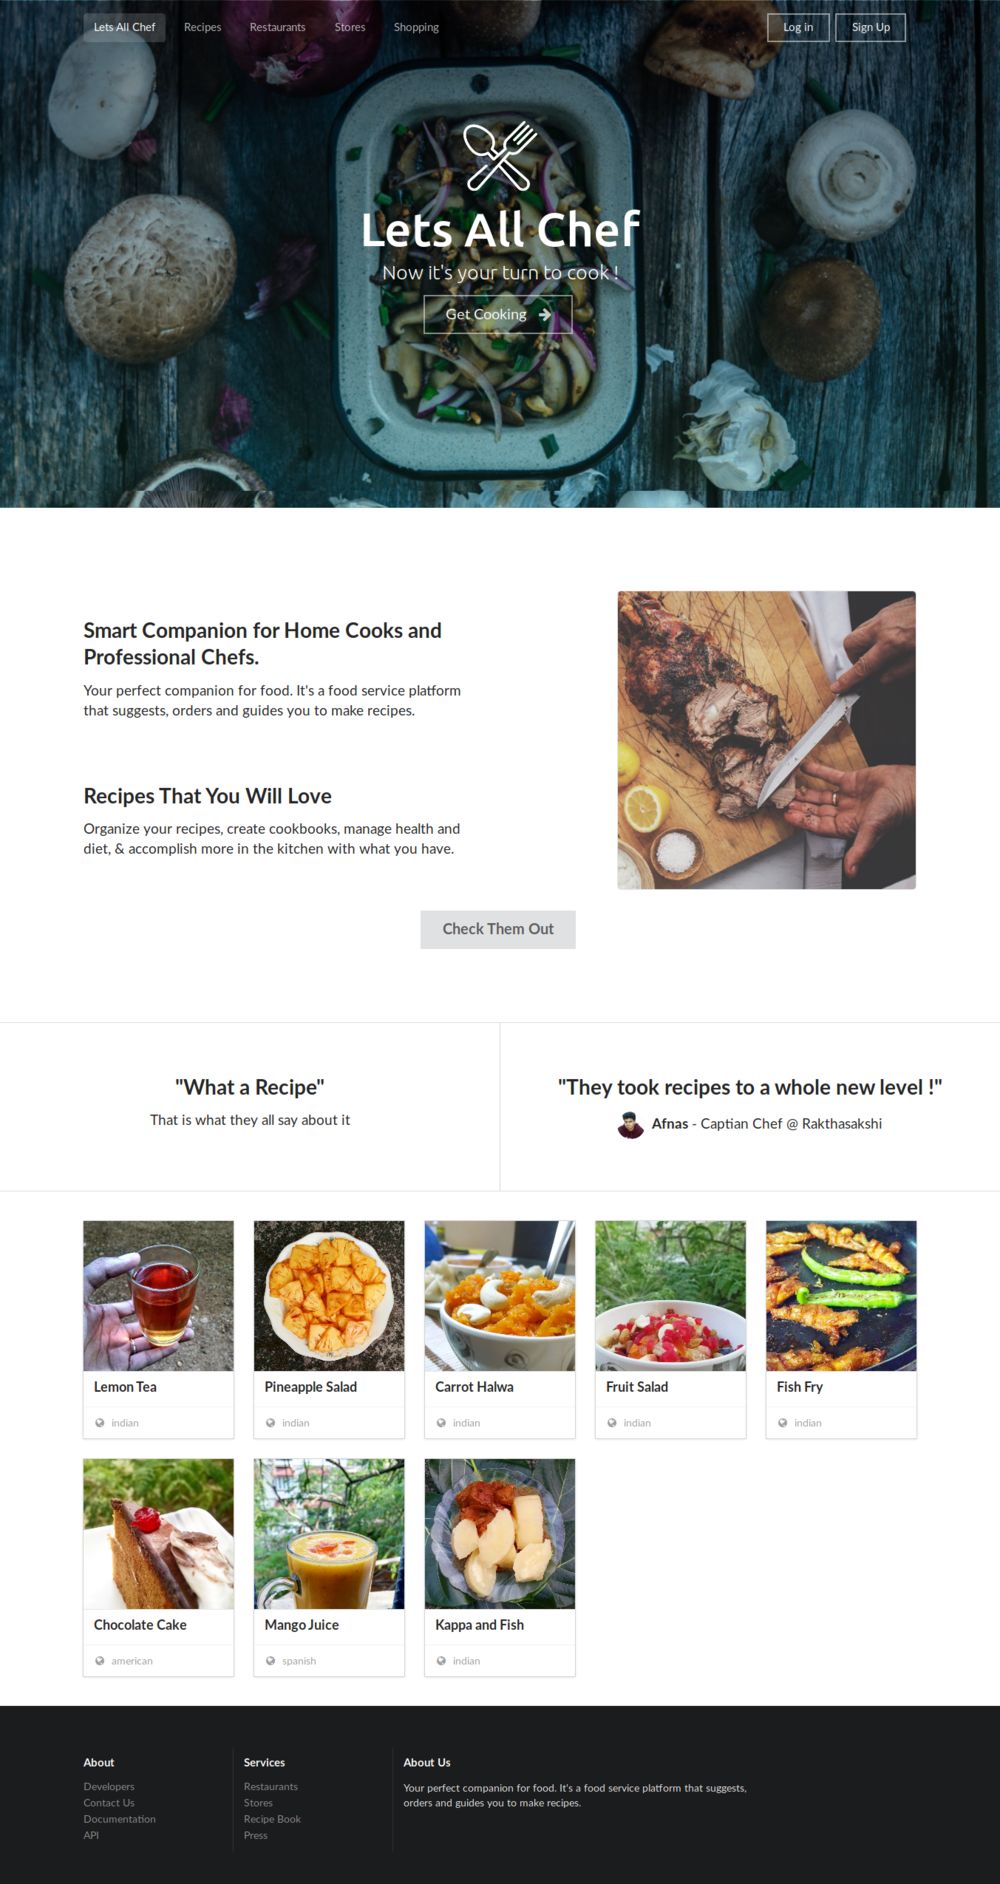 Lets All Chef
Recipes
Restaurants
Stores
Shopping
Log in
Sign Up
Lets All Chef
Now it's your turn to cook !
Get Cooking
Smart Companion for Home Cooks and
Professional Chefs.
Your perfect companion for food. It's a food service platform
that suggests, orders and guides you to make recipes.
Recipes That You Will Love
Organize your recipes, create cookbooks, manage health and
diet, & accomplish more in the kitchen with what you have.
Check Them Out
"What a Recipe"
That is what they all say about it
"They took recipes to a whole new level !"
Afnas - Captian Chef @ Rakthasakshi
Lemon Tea
indian
Pineapple Salad
indian
Carrot Halwa
indian
Fruit Salad
indian
Fish Fry
indian
Chocolate Cake
american
Mango Juice
spanish
Kappa and Fish
indian
About
Developers
Contact Us
Documentation
API
Services
Restaurants
Stores
Recipe Book
Press
About Us
Your perfect companion for food. It's a food service platform that suggests,
orders and guides you to make recipes.